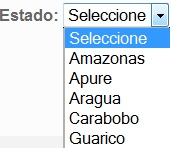 Estado: Seleccione
Seleccione
Amazonas
Apure
Aragua
Carabobo
Guarico